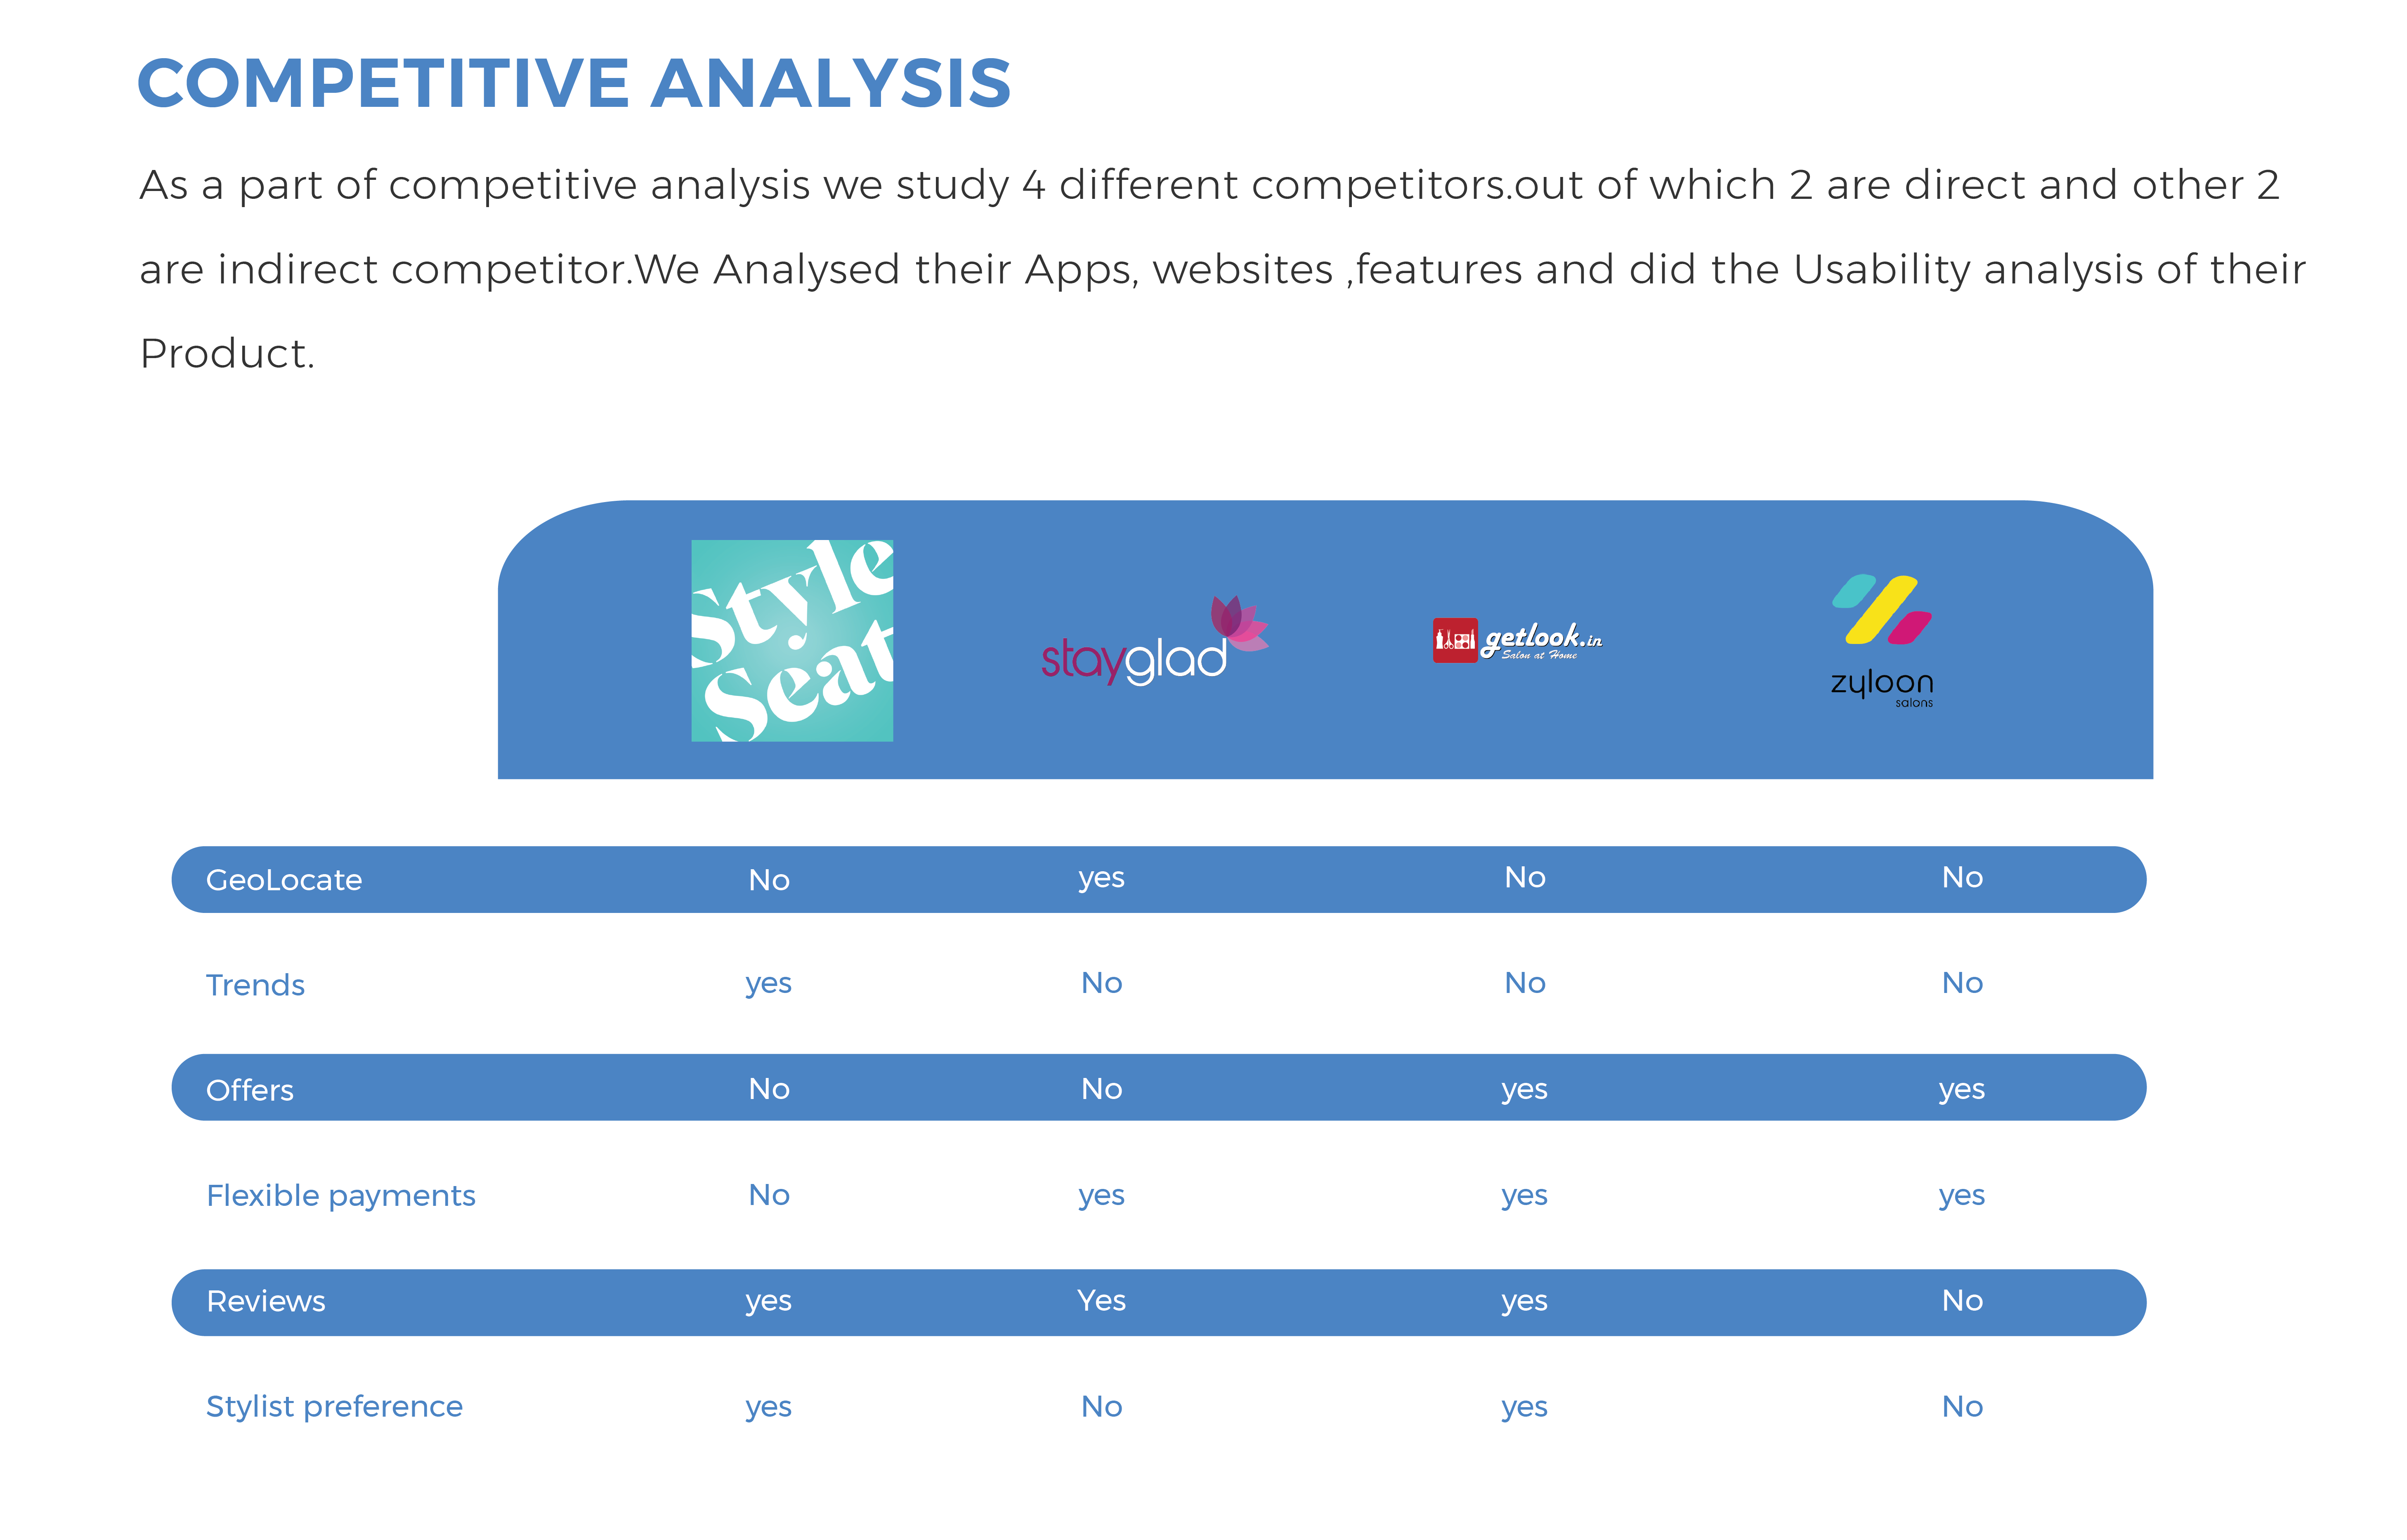 COMPETITIVE ANALYSIS
As a part of competitive analysis we study 4 different competitors.out of which 2 are direct and other 2
are indirect competitor.We Analysed their Apps, websites ,features and did the Usability analysis of their
Product.
Style
Seat
stayglad
getlook.in
Salon at Home
zyloon
salons
GeoLocate No yes No No
Trends yes No No No
Offers No No yes yes
Flexible payments No yes yes yes
Reviews yes Yes yes No
Stylist preference yes No yes No